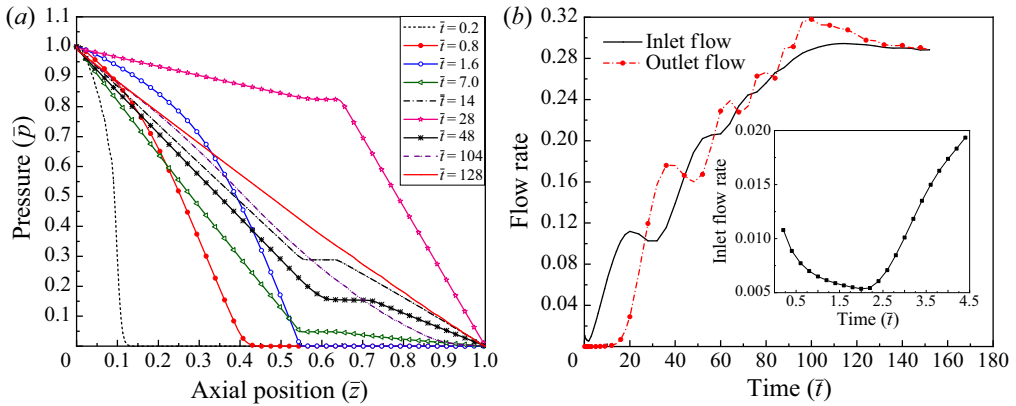 (a)
Pressure (p̄)
1.1
1.0
0.9
0.8
0.7
0.6
0.5
0.4
0.3
0.2
0.1
0 0.1 0.2 0.3 0.4 0.5 0.6 0.7 0.8 0.9 1.0
Axial position (z̄)
t̄ = 0.2
t̄ = 0.8
t̄ = 1.6
t̄ = 7.0
t̄ = 14
t̄ = 28
t̄ = 48
t̄ = 104
t̄ = 128
(b)
Flow rate
0.32
0.28
0.24
0.20
0.16
0.12
0.08
0.04
0 20 40 60 80 100 120 140 160 180
Time (t̄)
Inlet flow
Outlet flow
Inlet flow rate
0.020
0.015
0.010
0.005
0.5 1.5 2.5 3.5 4.5
Time (t̄)